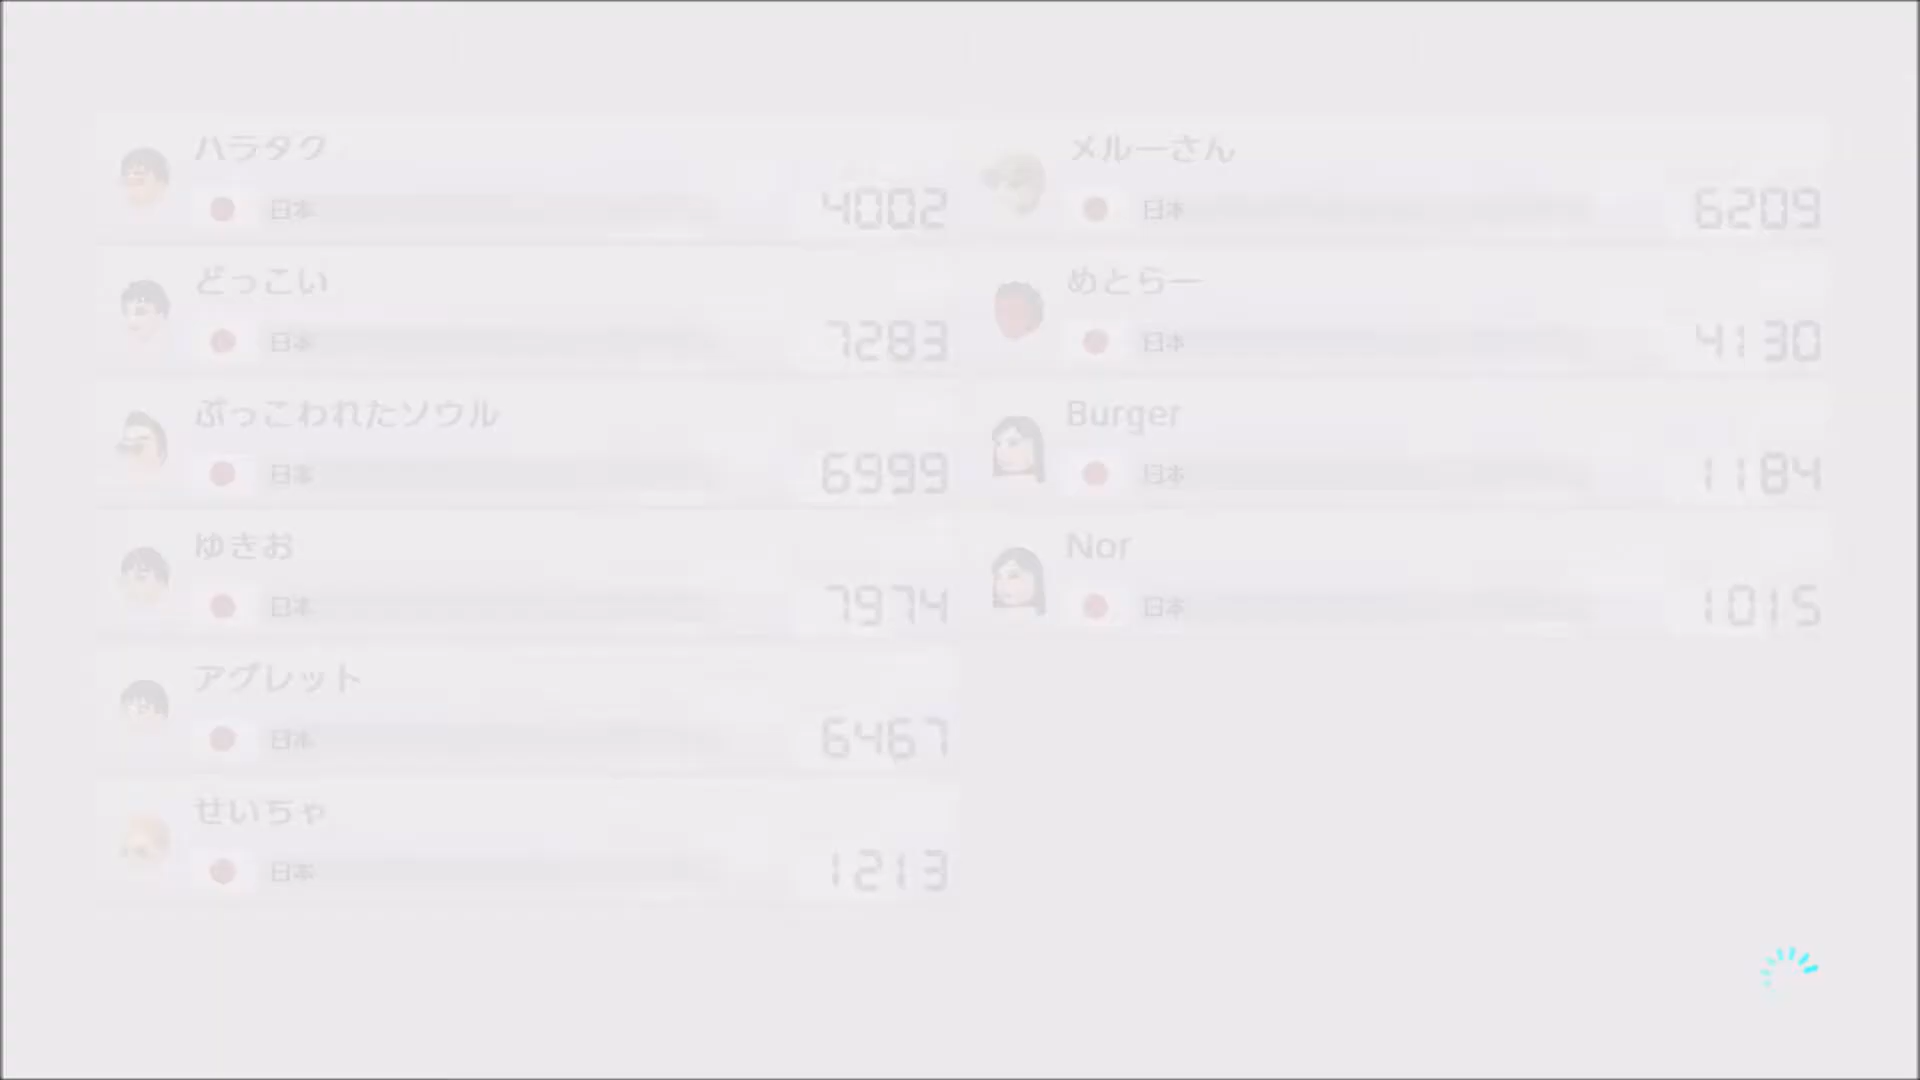 ハラタク
日本 4002
どっこい
日本 7283
ぶっこわれたソウル
日本 6999
ゆきお
日本 7974
アグレット
日本 6467
せいちゃ
日本 1213
メルーさん
日本 6209
めとらー
日本 4130
Burger
日本 1184
Nor
日本 1015